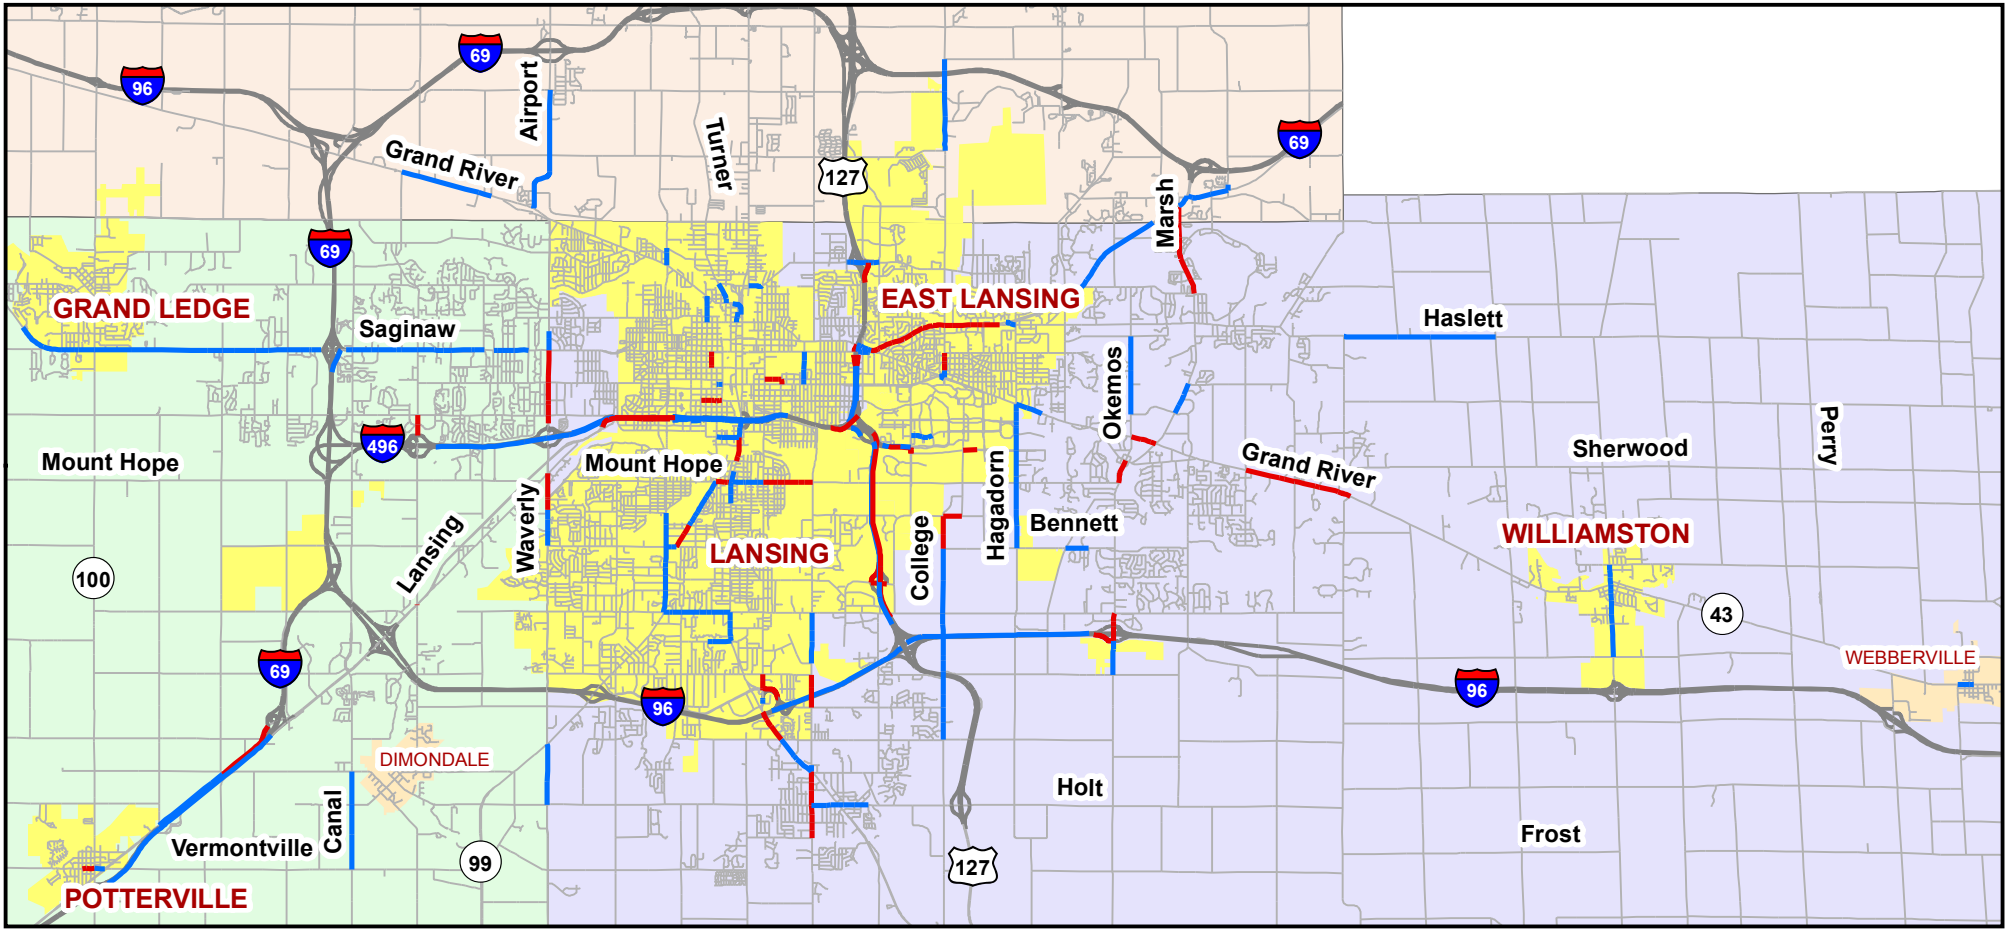 69
96
Airport
69
Grand River
Turner
127
Marsh
69
GRAND LEDGE
EAST LANSING
Saginaw
Haslett
Okemos
496
Mount Hope
Mount Hope
Hagadorn
Grand River
Sherwood
Perry
Waverly
Lansing
College
Bennett
LANSING
WILLIAMSTON
100
43
69
96
96
WEBBERVILLE
DIMONDALE
Canal
Holt
Vermontville
99
127
Frost
POTTERVILLE